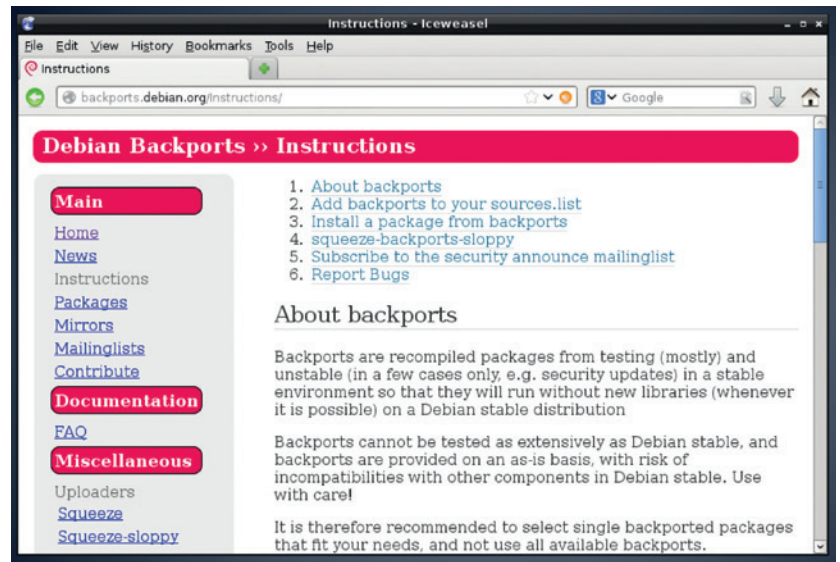 Instructions - Iceweasel
File Edit View History Bookmarks Tools Help
Instructions
backports.debian.org/Instructions/
Google
Debian Backports ›› Instructions
Main
Home
News
Instructions
Packages
Mirrors
Mailinglists
Contribute
Documentation
FAQ
Miscellaneous
Uploaders
Squeeze
Squeeze-sloppy
1. About backports
2. Add backports to your sources.list
3. Install a package from backports
4. squeeze-backports-sloppy
5. Subscribe to the security announce mailinglist
6. Report Bugs
About backports
Backports are recompiled packages from testing (mostly) and
unstable (in a few cases only, e.g. security updates) in a stable
environment so that they will run without new libraries (whenever
it is possible) on a Debian stable distribution
Backports cannot be tested as extensively as Debian stable, and
backports are provided on an as-is basis, with risk of
incompatibilities with other components in Debian stable. Use
with care!
It is therefore recommended to select single backported packages
that fit your needs, and not use all available backports.